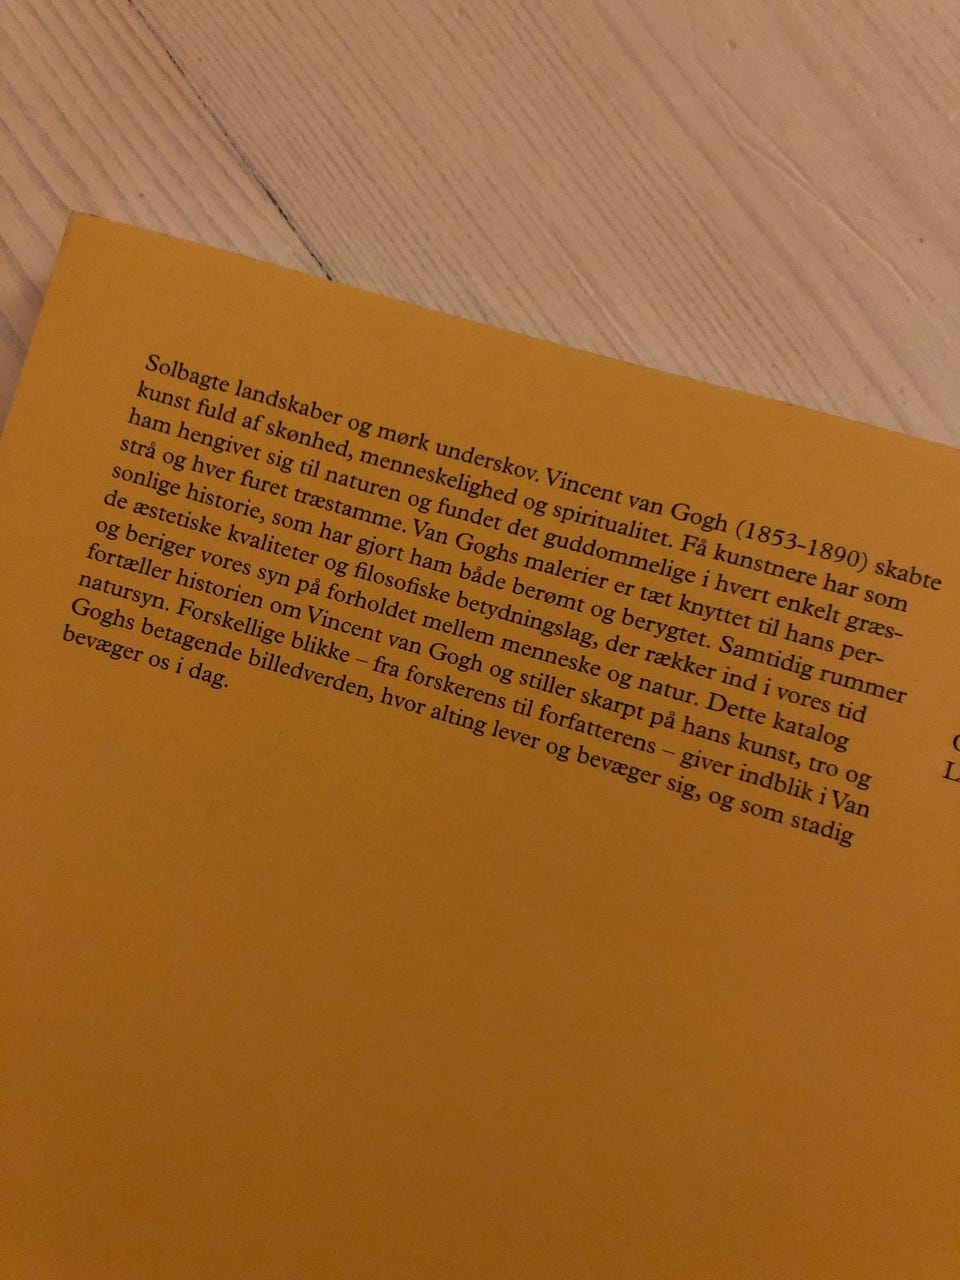 Solbagte landskaber og mørk underskov. Vincent van Gogh (1853-1890) skabte
kunst fuld af skønhed, menneskelighed og spiritualitet. Få kunstnere har som
ham hengivet sig til naturen og fundet det guddommelige i hvert enkelt græs-
strå og hver furet træstamme. Van Goghs malerier er tæt knyttet til hans per-
sonlige historie, som har gjort ham både berømt og berygtet. Samtidig rummer
de æstetiske kvaliteter og filosofiske betydningslag, der rækker ind i vores tid
og beriger vores syn på forholdet mellem menneske og natur. Dette katalog
fortæller historien om Vincent van Gogh og stiller skarpt på hans kunst, tro og
natursyn. Forskellige blikke – fra forskerens til forfatterens – giver indblik i Van
Goghs betagende billedverden, hvor alting lever og bevæger sig, og som stadig
bevæger os i dag.